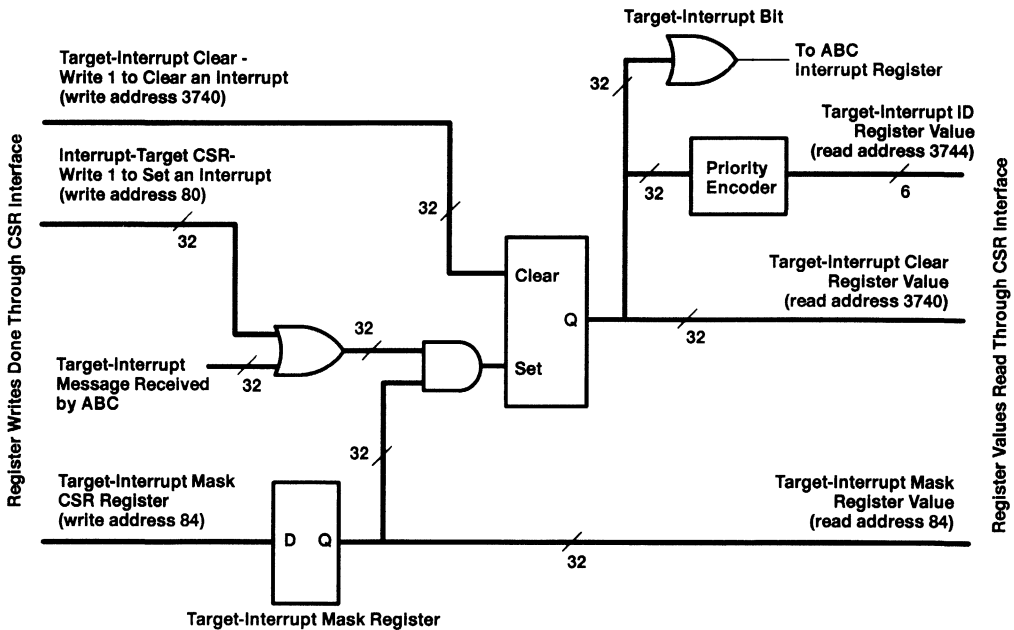 Target-Interrupt Bit
To ABC
Interrupt Register
32
Target-Interrupt Clear -
Write 1 to Clear an Interrupt
(write address 3740)
Target-Interrupt ID
Register Value
(read address 3744)
Priority
Encoder
32
6
Interrupt-Target CSR-
Write 1 to Set an Interrupt
(write address 80)
32
32
Register Writes Done Through CSR Interface
Register Values Read Through CSR Interface
Clear
Q
Set
Target-Interrupt Clear
Register Value
(read address 3740)
32
32
Target-Interrupt
Message Received
by ABC
32
32
Target-Interrupt Mask
CSR Register
(write address 84)
D Q
Target-Interrupt Mask
Register Value
(read address 84)
32
Target-Interrupt Mask Register